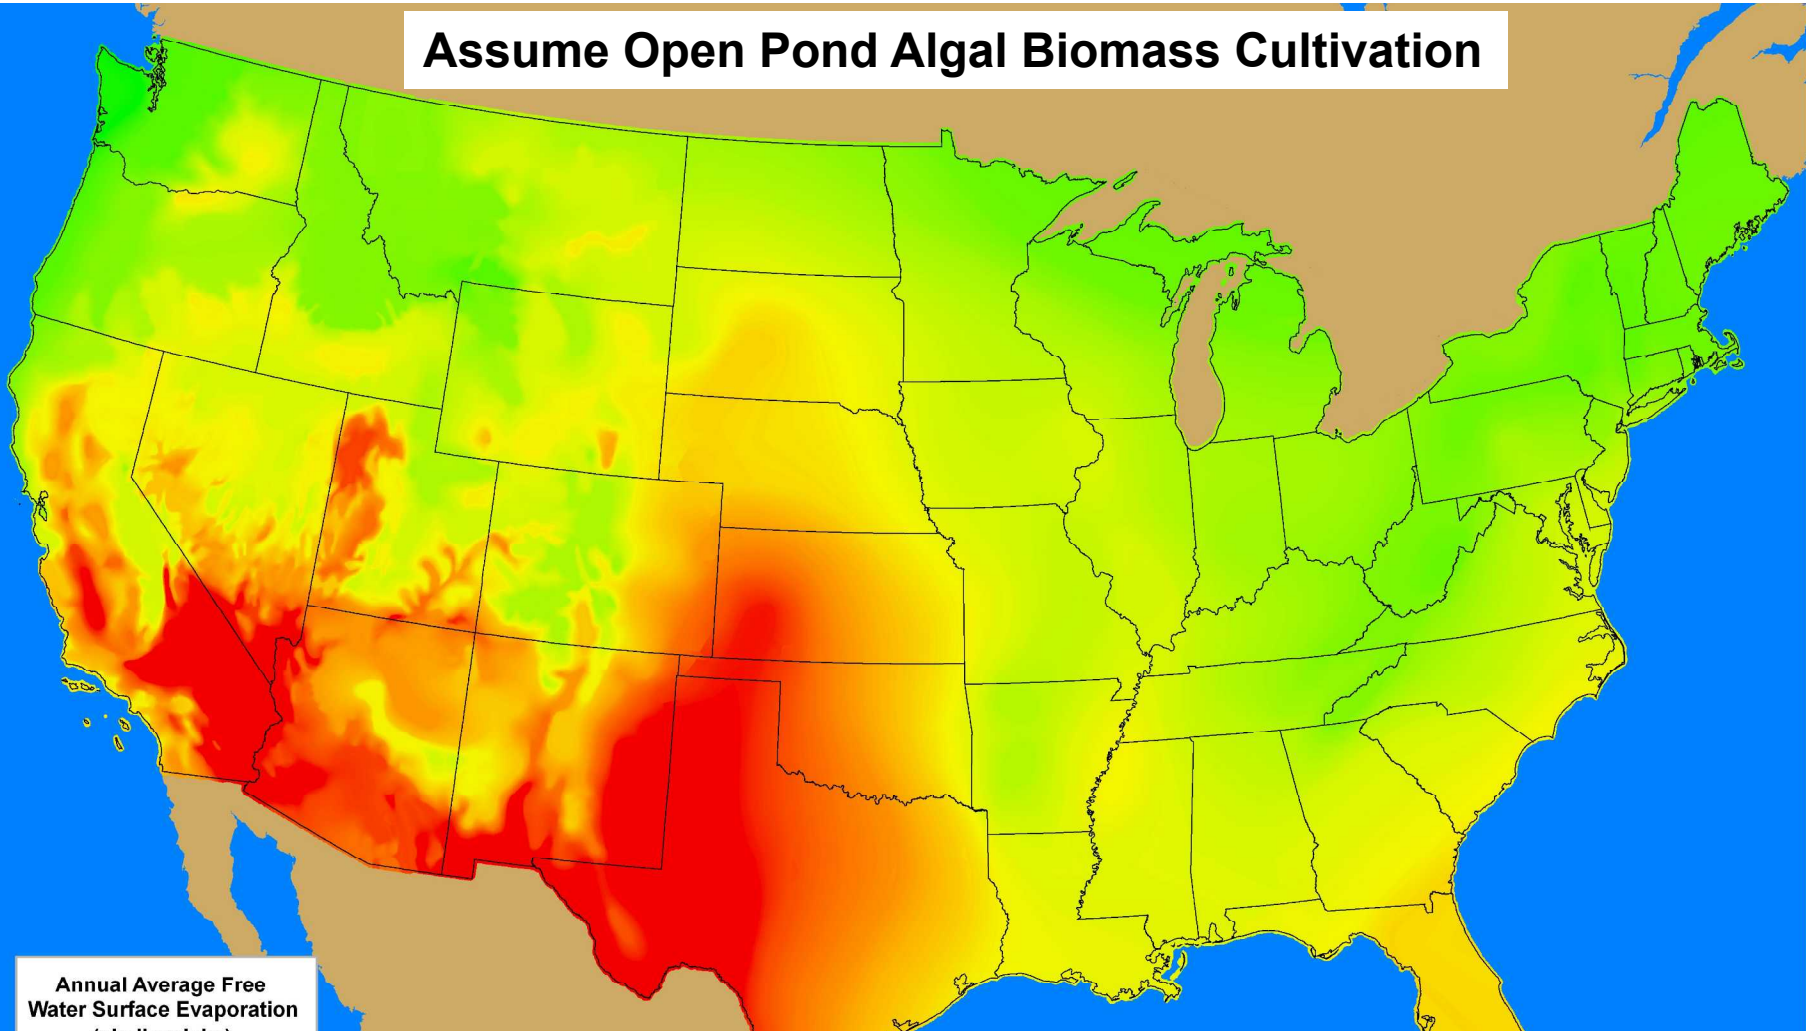 Assume Open Pond Algal Biomass Cultivation
Annual Average Free
Water Surface Evaporation